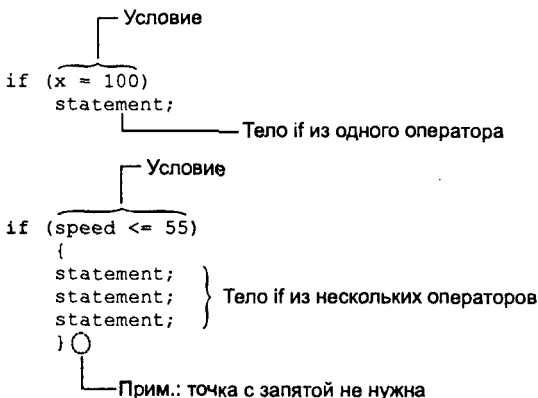 Условие
if (x = 100)
statement;
Тело if из одного оператора
Условие
if (speed <= 55)
{
statement;
statement;
statement;
}
Тело if из нескольких операторов
Прим.: точка с запятой не нужна